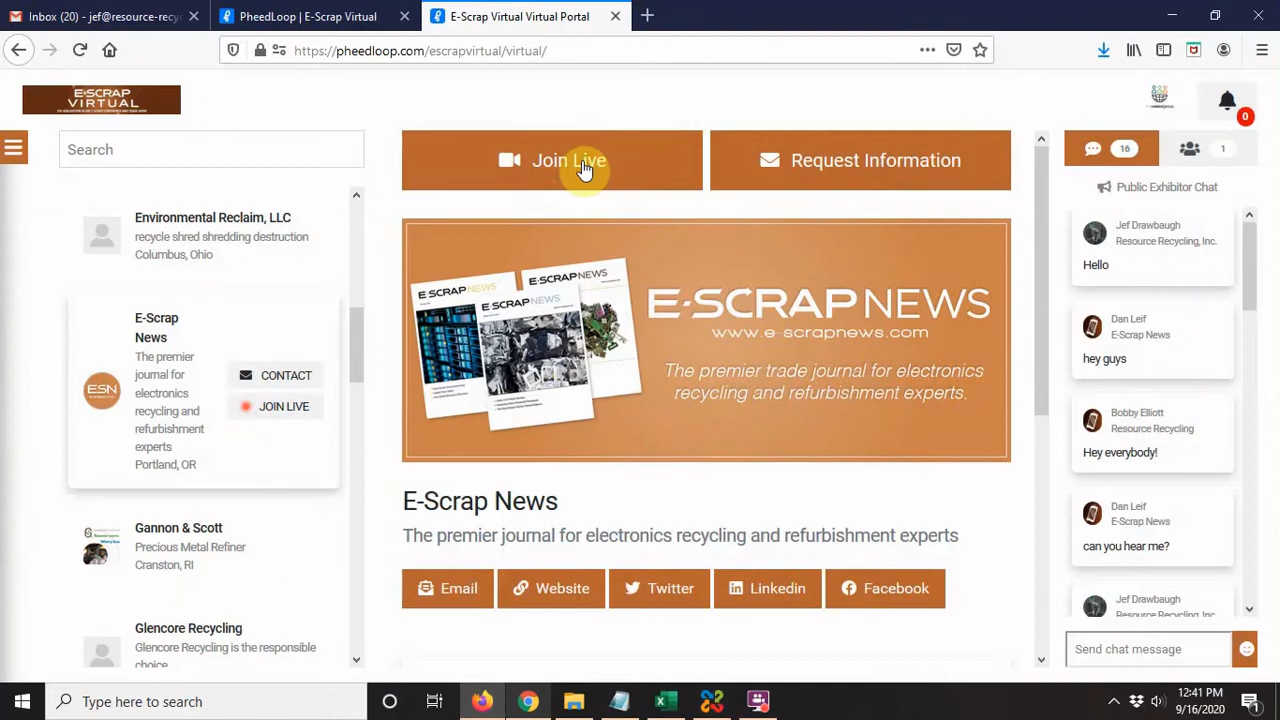 Inbox (20) - jef@resource-recyc
PheedLoop | E-Scrap Virtual
E-Scrap Virtual Virtual Portal
https://pheedloop.com/escrapvirtual/virtual/
E-SCRAP
VIRTUAL
0
Search
Join Live
Request Information
16
1
Public Exhibitor Chat
Environmental Reclaim, LLC
recycle shred shredding destruction
Columbus, Ohio
E-Scrap
News
The premier
journal for
electronics
recycling and
refurbishment
experts
Portland, OR
ESN
CONTACT
JOIN LIVE
Gannon & Scott
Precious Metal Refiner
Cranston, RI
Glencore Recycling
Glencore Recycling is the responsible
choice
E-SCRAP NEWS
E-SCRAP NEWS
E-SCRAP NEWS
E-SCRAP NEWS
www.e-scrapnews.com
The premier trade journal for electronics
recycling and refurbishment experts.
E-Scrap News
The premier journal for electronics recycling and refurbishment experts
Email
Website
Twitter
Linkedin
Facebook
Jef Drawbaugh
Resource Recycling, Inc.
Hello
Dan Leif
E-Scrap News
hey guys
Bobby Elliott
Resource Recycling
Hey everybody!
Dan Leif
E-Scrap News
can you hear me?
Jef Drawbaugh
Resource Recycling, Inc.
Send chat message
Type here to search
12:41 PM
9/16/2020
1